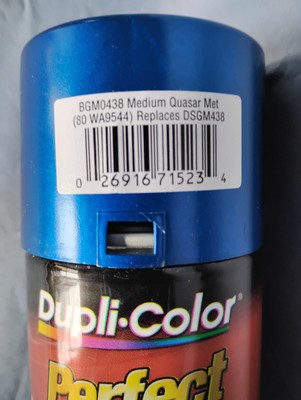 BGM0438 Medium Quasar Met
(80 WA9544) Replaces DSGM438
0 26916 71523 4
Dupli-Color®
Perfect